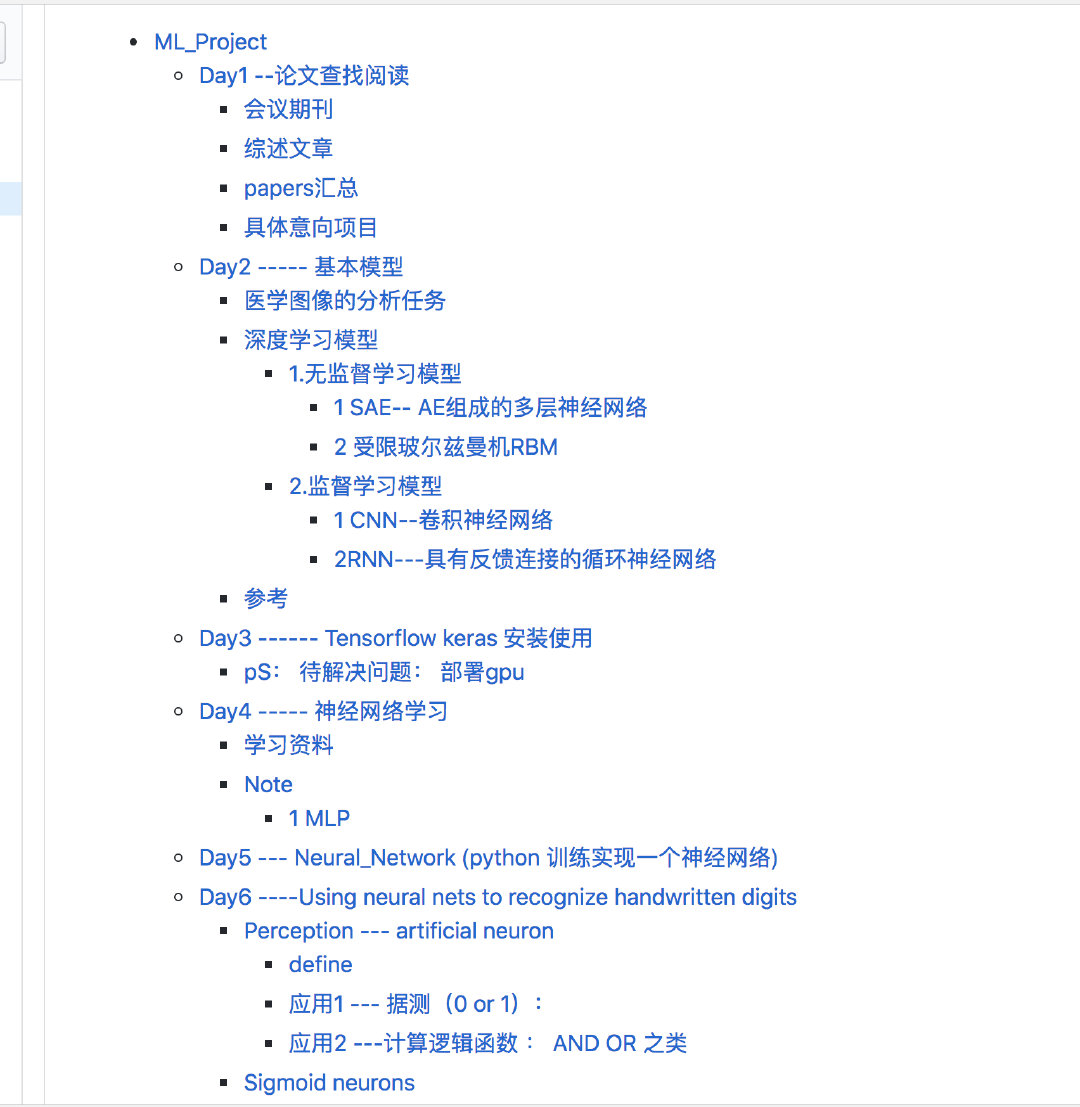 ML_Project
Day1 --论文查找阅读
会议期刊
综述文章
papers汇总
具体意向项目
Day2 ----- 基本模型
医学图像的分析任务
深度学习模型
1.无监督学习模型
1 SAE-- AE组成的多层神经网络
2 受限玻尔兹曼机RBM
2.监督学习模型
1 CNN--卷积神经网络
2RNN---具有反馈连接的循环神经网络
参考
Day3 ------ Tensorflow keras 安装使用
pS： 待解决问题： 部署gpu
Day4 ----- 神经网络学习
学习资料
Note
1 MLP
Day5 --- Neural_Network (python 训练实现一个神经网络)
Day6 ----Using neural nets to recognize handwritten digits
Perception --- artificial neuron
define
应用1 --- 据测（0 or 1）：
应用2 ---计算逻辑函数： AND OR 之类
Sigmoid neurons